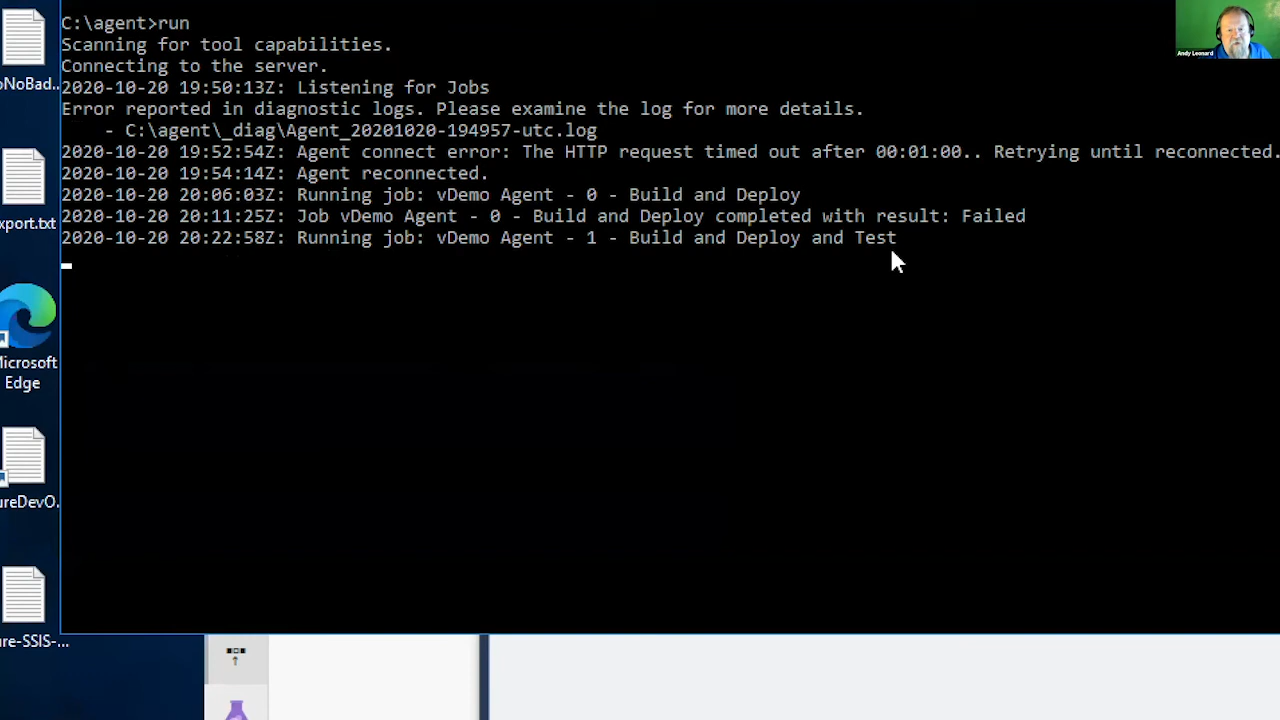 C:\agent>run
Scanning for tool capabilities.
Connecting to the server.
2020-10-20 19:50:13Z: Listening for Jobs
Error reported in diagnostic logs. Please examine the log for more details.
- C:\agent\_diag\Agent_20201020-194957-utc.log
2020-10-20 19:52:54Z: Agent connect error: The HTTP request timed out after 00:01:00.. Retrying until reconnected.
2020-10-20 19:54:14Z: Agent reconnected.
2020-10-20 20:06:03Z: Running job: vDemo Agent - 0 - Build and Deploy
2020-10-20 20:11:25Z: Job vDemo Agent - 0 - Build and Deploy completed with result: Failed
2020-10-20 20:22:58Z: Running job: vDemo Agent - 1 - Build and Deploy and Test
oNoBad..
xport.txt
Microsoft
Edge
ureDevO.
ure-SSIS-...
Andy Leonard